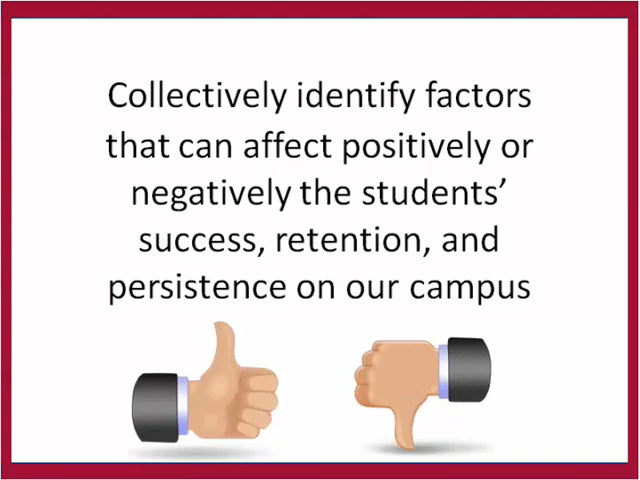 Collectively identify factors
that can affect positively or
negatively the students’
success, retention, and
persistence on our campus